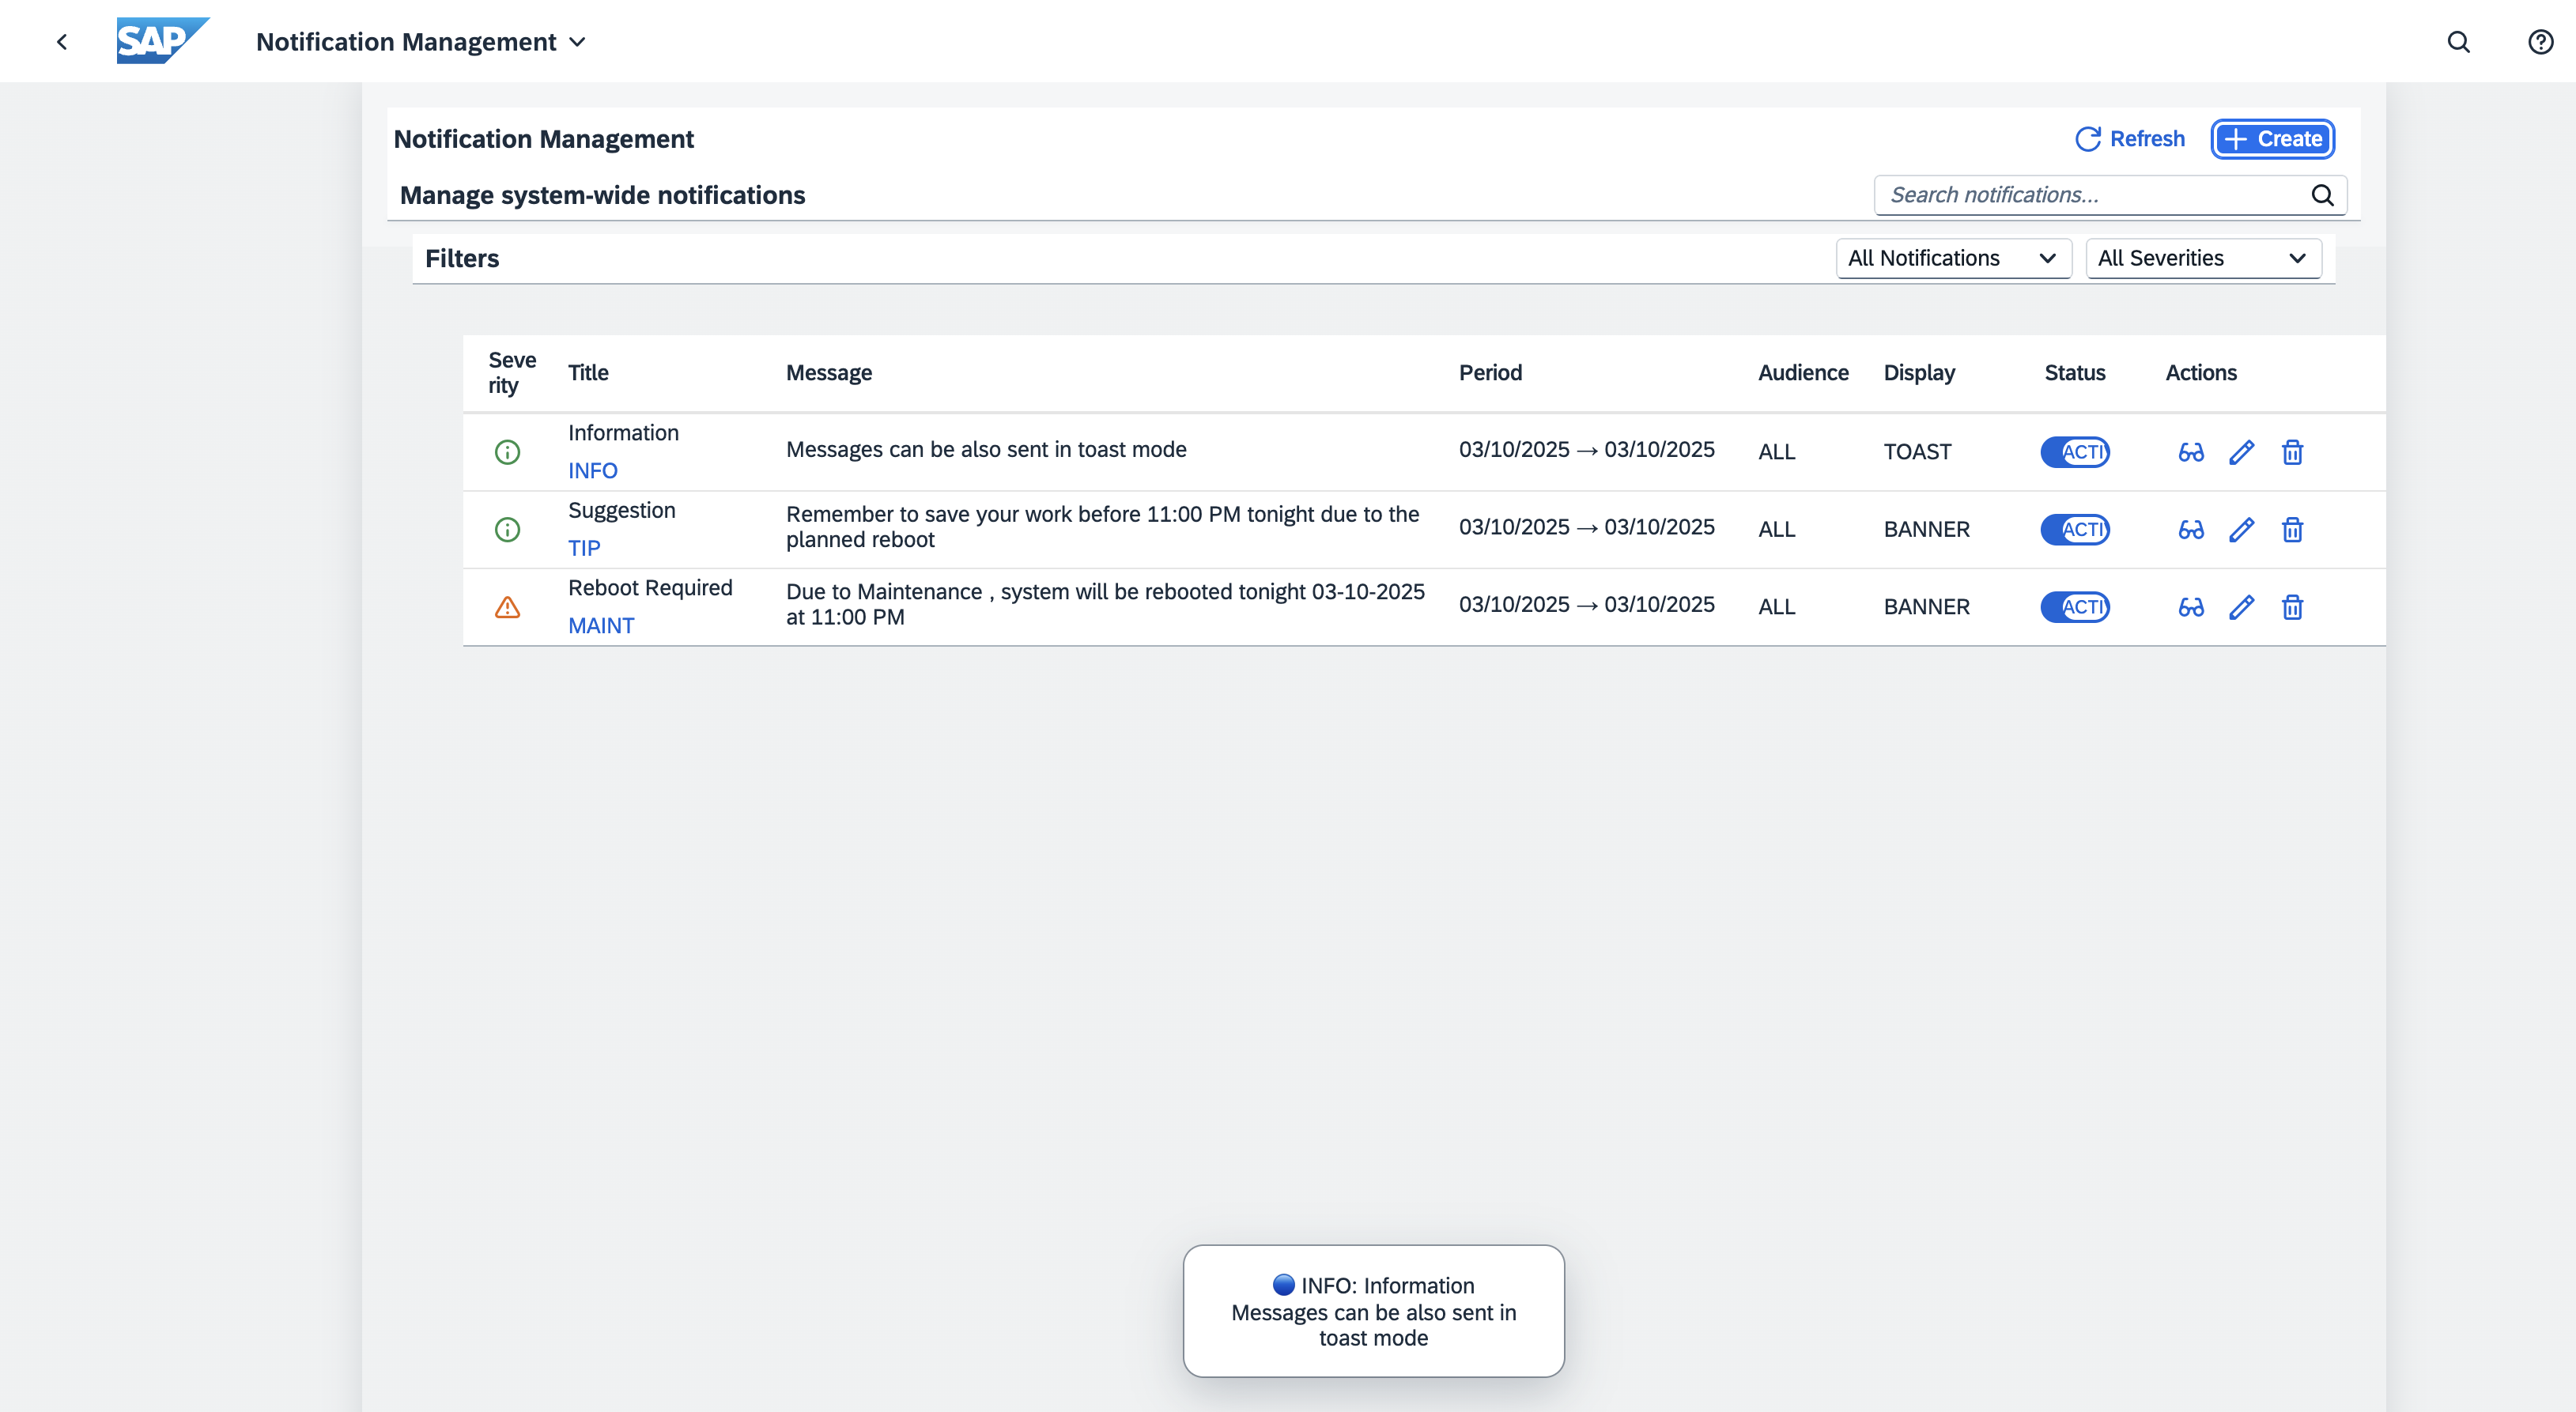 SAP Notification Management
Notification Management
Refresh
Create
Manage system-wide notifications
Search notifications...
Filters
All Notifications
All Severities
Seve
rity
Title
Message
Period
Audience
Display
Status
Actions
Information
INFO
Messages can be also sent in toast mode
03/10/2025 → 03/10/2025
ALL
TOAST
ACTI
Suggestion
TIP
Remember to save your work before 11:00 PM tonight due to the
planned reboot
03/10/2025 → 03/10/2025
ALL
BANNER
ACTI
Reboot Required
MAINT
Due to Maintenance , system will be rebooted tonight 03-10-2025
at 11:00 PM
03/10/2025 → 03/10/2025
ALL
BANNER
ACTI
INFO: Information
Messages can be also sent in
toast mode